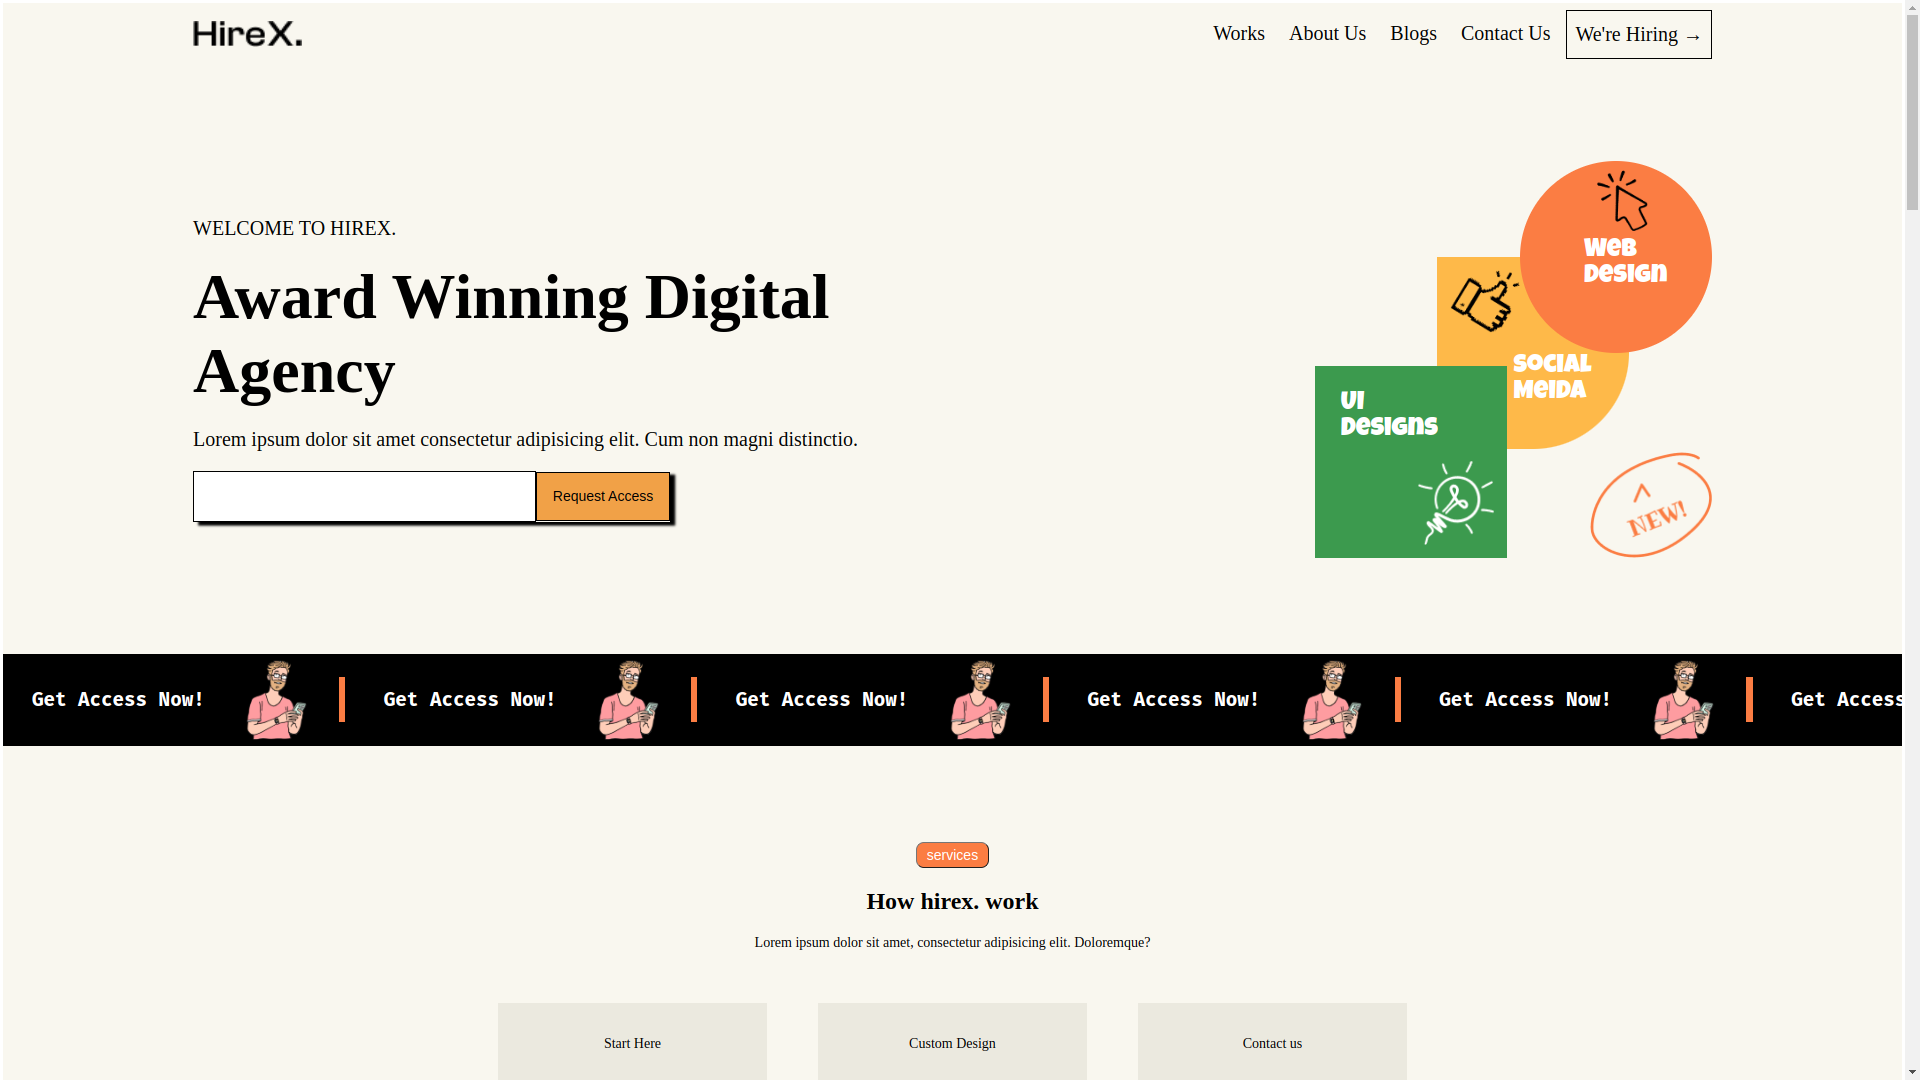 HireX.
Works
About Us
Blogs
Contact Us
We're Hiring →
WELCOME TO HIREX.
Award Winning Digital
Agency
Lorem ipsum dolor sit amet consectetur adipisicing elit. Cum non magni distinctio.
Request Access
Web
Design
Social
Meida
UI
Designs
NEW!
Get Access Now!
Get Access Now!
Get Access Now!
Get Access Now!
Get Access Now!
Get Access
services
How hirex. work
Lorem ipsum dolor sit amet, consectetur adipisicing elit. Doloremque?
Start Here
Custom Design
Contact us